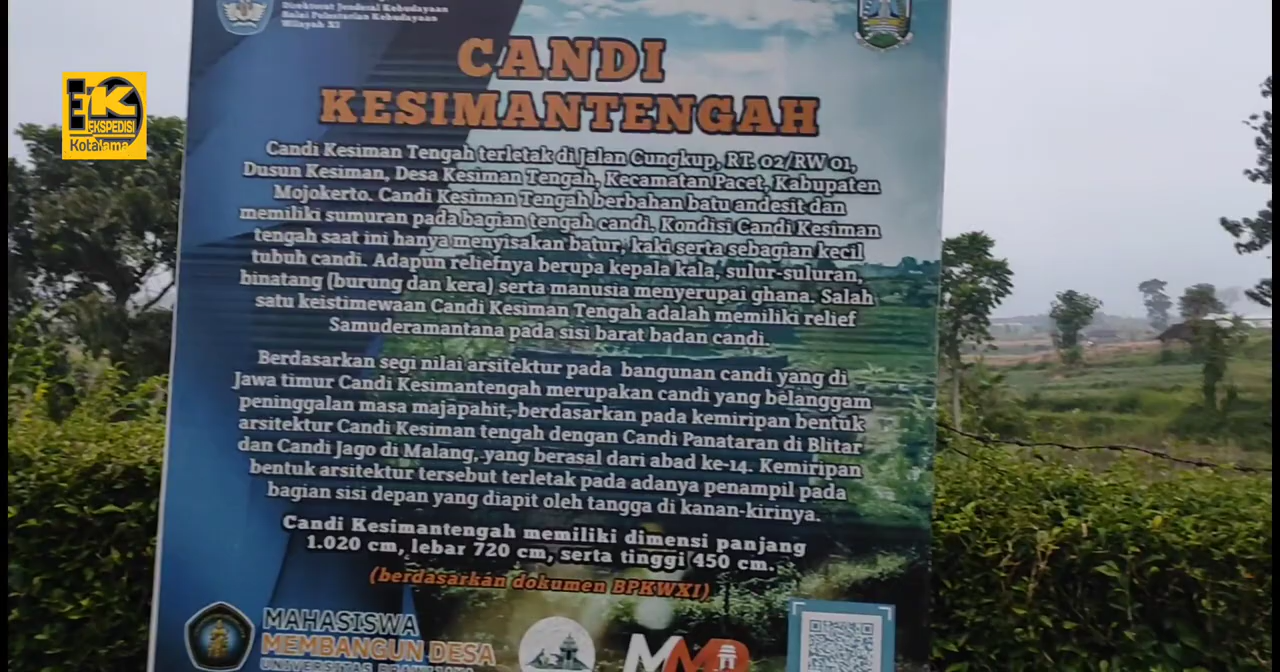 Direktorat Jenderal Kebudayaan
Balai Pelestarian Kebudayaan
Wilayah XI
CANDI
KESIMANTENGAH
EK
EKSPEDISI
Kotalama
Candi Kesiman Tengah terletak di Jalan Cungkup, RT. 02/RW 01,
Dusun Kesiman, Desa Kesiman Tengah, Kecamatan Pacet, Kabupaten
Mojokerto. Candi Kesiman Tengah berbahan batu andesit dan
memiliki sumuran pada bagian tengah candi. Kondisi Candi Kesiman
tengah saat ini hanya menyisakan batur, kaki serta sebagian kecil
tubuh candi. Adapun reliefnya berupa kepala kala, sulur-suluran,
binatang (burung dan kera) serta manusia menyerupai ghana. Salah
satu keistimewaan Candi Kesiman Tengah adalah memiliki relief
Samuderamantana pada sisi barat badan candi.
Berdasarkan segi nilai arsitektur pada bangunan candi yang di
Jawa timur Candi Kesimantengah merupakan candi yang belanggam
peninggalan masa majapahit, berdasarkan pada kemiripan bentuk
arsitektur Candi Kesiman tengah dengan Candi Panataran di Blitar
dan Candi Jago di Malang, yang berasal dari abad ke-14. Kemiripan
bentuk arsitektur tersebut terletak pada adanya penampil pada
bagian sisi depan yang diapit oleh tangga di kanan-kirinya.
Candi Kesimantengah memiliki dimensi panjang
1.020 cm, lebar 720 cm, serta tinggi 450 cm.
(berdasarkan dokumen BPKWXI)
MAHASISWA
MEMBANGUN DESA
UNIVERSITAS BRAWIJAYA
MMD